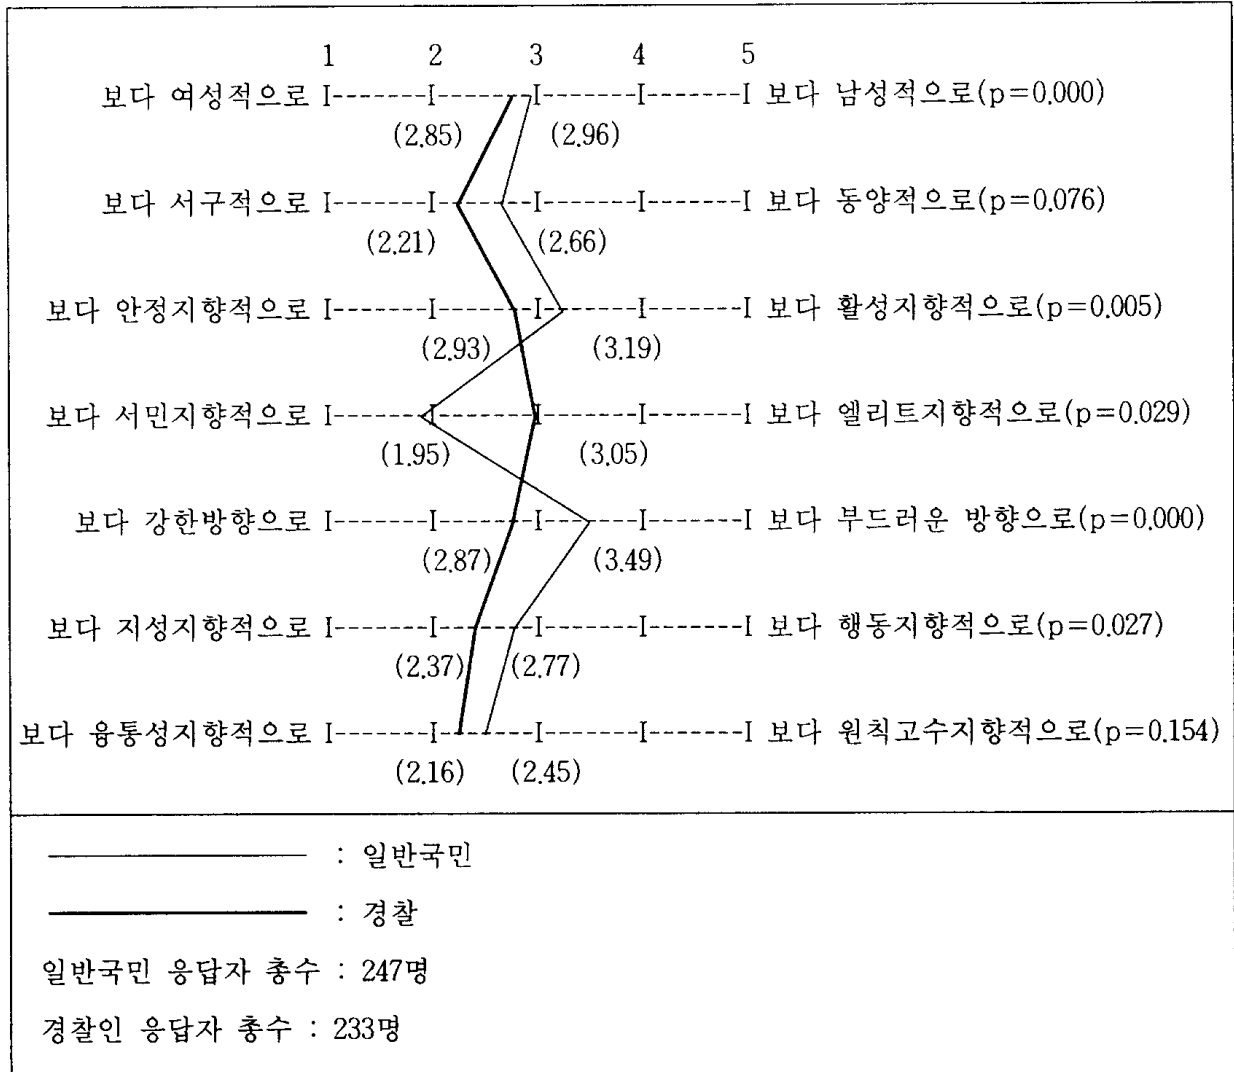 1 2 3 4 5
보다 여성적으로 I-------I-------I-------I-------I 보다 남성적으로(p=0.000)
(2.85) (2.96)
보다 서구적으로 I-------I-------I-------I-------I 보다 동양적으로(p=0.076)
(2.21) (2.66)
보다 안정지향적으로 I-------I-------I-------I-------I 보다 활성지향적으로(p=0.005)
(2.93) (3.19)
보다 서민지향적으로 I-------I-------I-------I-------I 보다 엘리트지향적으로(p=0.029)
(1.95) (3.05)
보다 강한방향으로 I-------I-------I-------I-------I 보다 부드러운 방향으로(p=0.000)
(2.87) (3.49)
보다 지성지향적으로 I-------I-------I-------I-------I 보다 행동지향적으로(p=0.027)
(2.37) (2.77)
보다 융통성지향적으로 I-------I-------I-------I-------I 보다 원칙고수지향적으로(p=0.154)
(2.16) (2.45)
: 일반국민
: 경찰
일반국민 응답자 총수 : 247명
경찰인 응답자 총수 : 233명